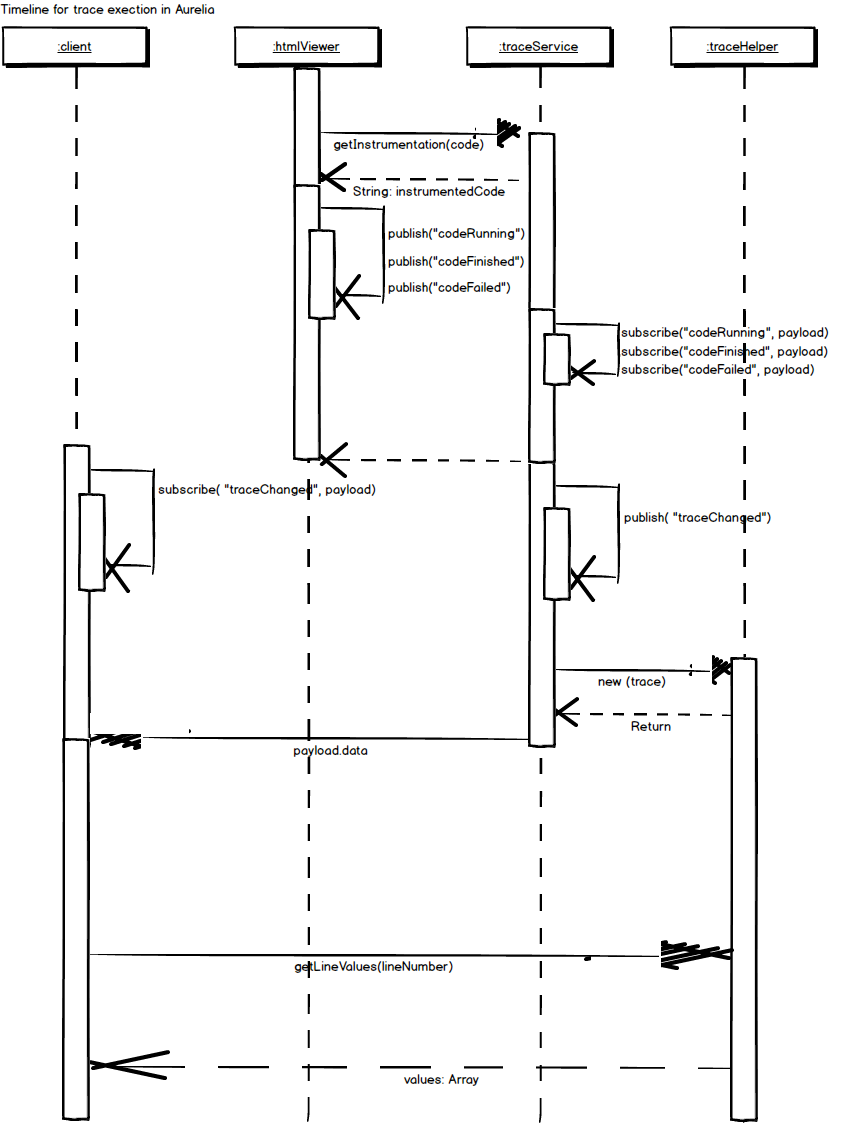 Timeline for trace exection in Aurelia
:client
:htmlViewer
:traceService
:traceHelper
getInstrumentation(code)
String: instrumentedCode
publish("codeRunning")
publish("codeFinished")
publish("codeFailed")
subscribe("codeRunning", payload)
subscribe("codeFinished", payload)
subscribe("codeFailed", payload)
subscribe( "traceChanged", payload)
publish( "traceChanged")
new (trace)
Return
payload.data
getLineValues(lineNumber)
values: Array